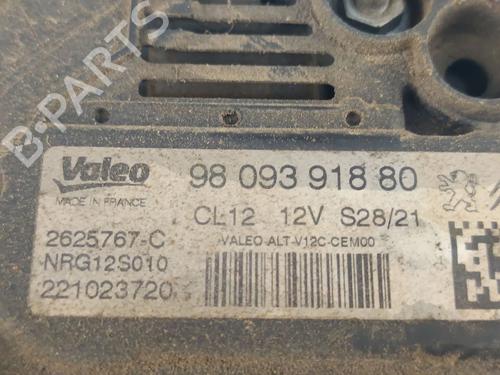 B-PARTS
Valeo
MADE IN FRANCE
98 093 918 80
CL12 12V S28/21
2625767-C
VALEO ALT-V12C-CEM00
NRG12S010
221023720